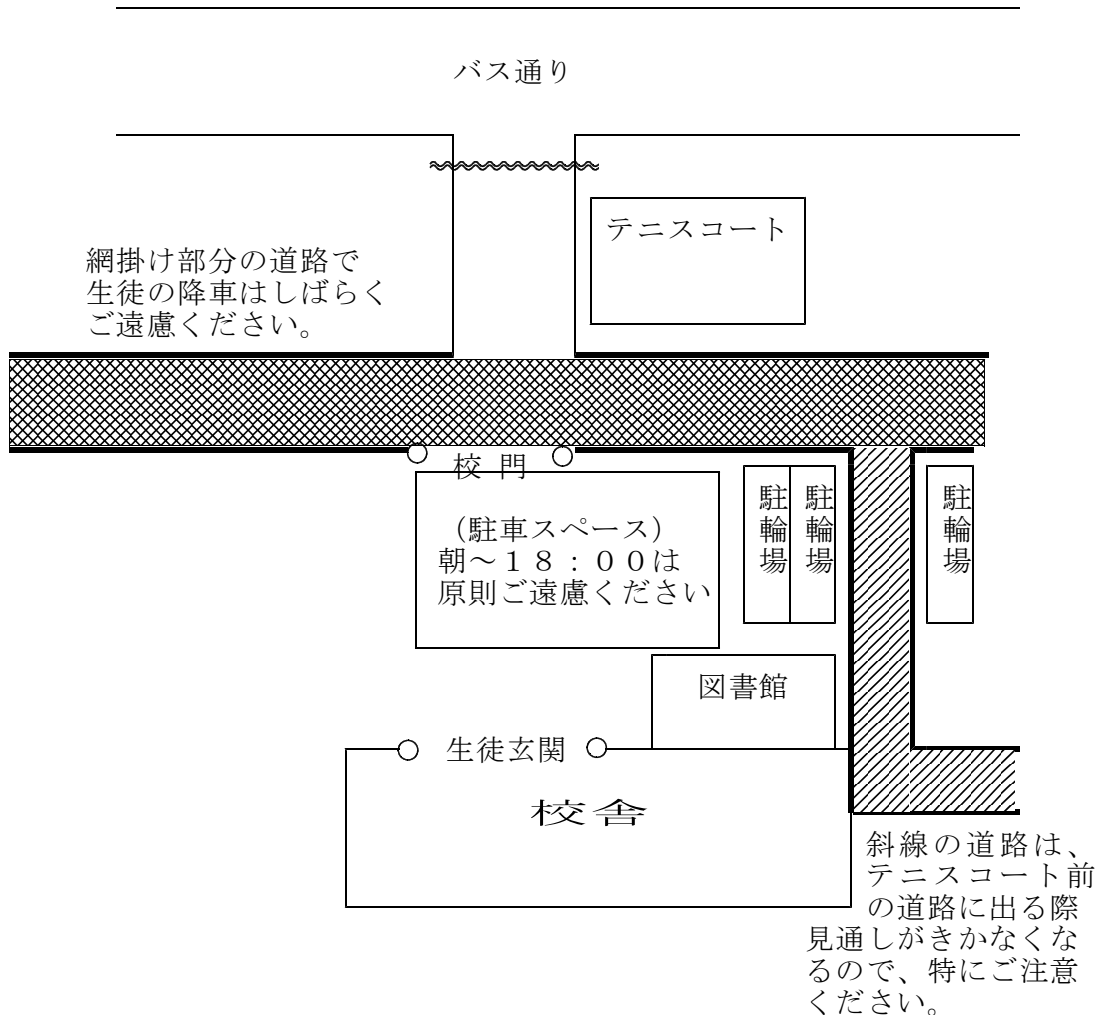 バス通り
テニスコート
網掛け部分の道路で
生徒の降車はしばらく
ご遠慮ください。
校 門
（駐車スペース）
朝～１８：００は
原則ご遠慮ください
駐輪場
駐輪場
駐輪場
図書館
生徒玄関
校舎
斜線の道路は、
テニスコート前
の道路に出る際
見通しがきかなくな
るので、特にご注意
ください。